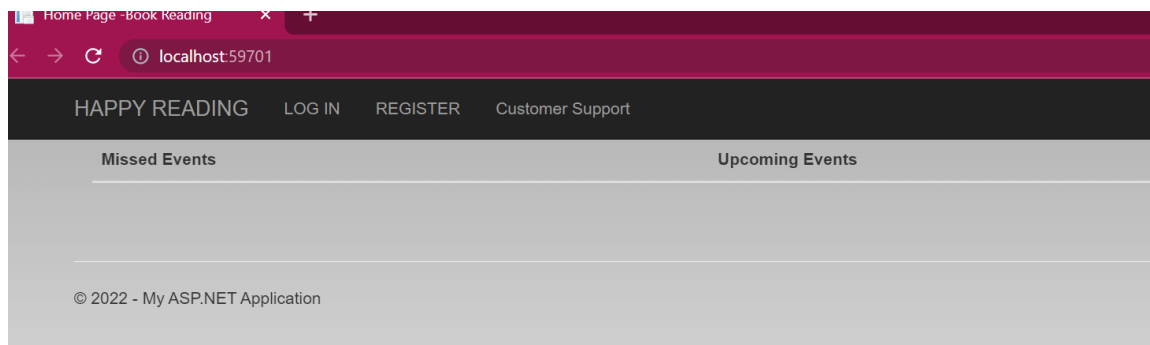 Home Page -Book Reading
localhost:59701
HAPPY READING LOG IN REGISTER Customer Support
Missed Events Upcoming Events
© 2022 - My ASP.NET Application